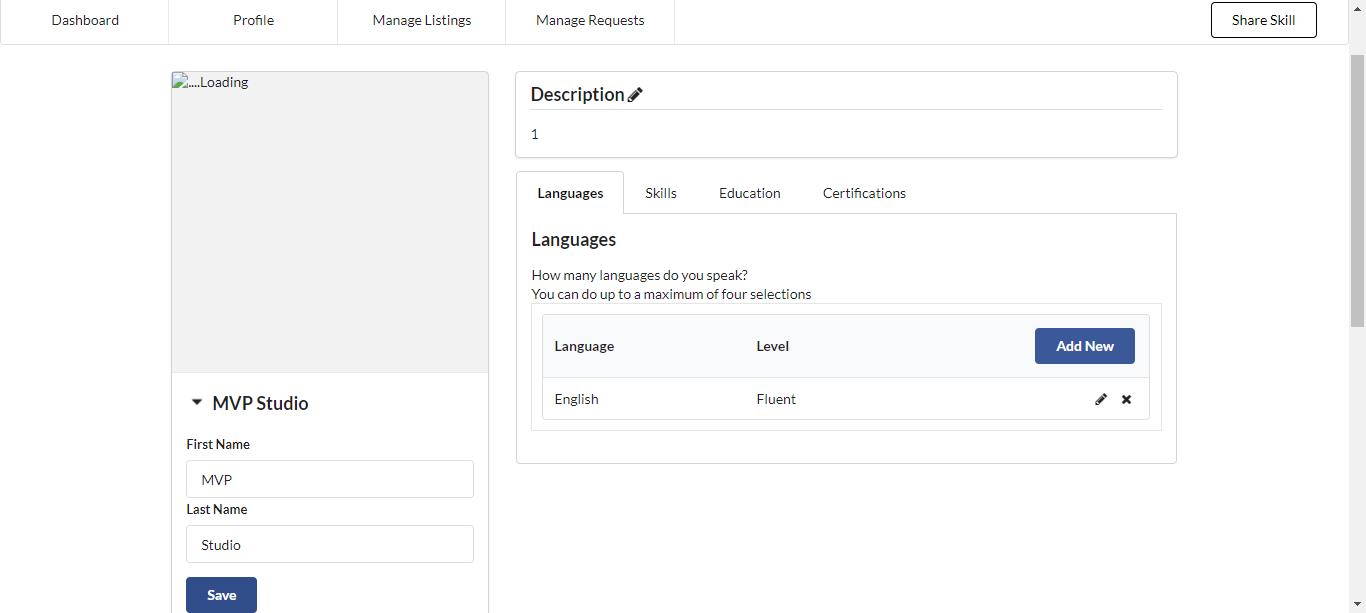 Dashboard Profile Manage Listings Manage Requests Share Skill
....Loading
MVP Studio
First Name
MVP
Last Name
Studio
Save
Description
1
Languages Skills Education Certifications
Languages
How many languages do you speak?
You can do up to a maximum of four selections
Language Level Add New
English Fluent